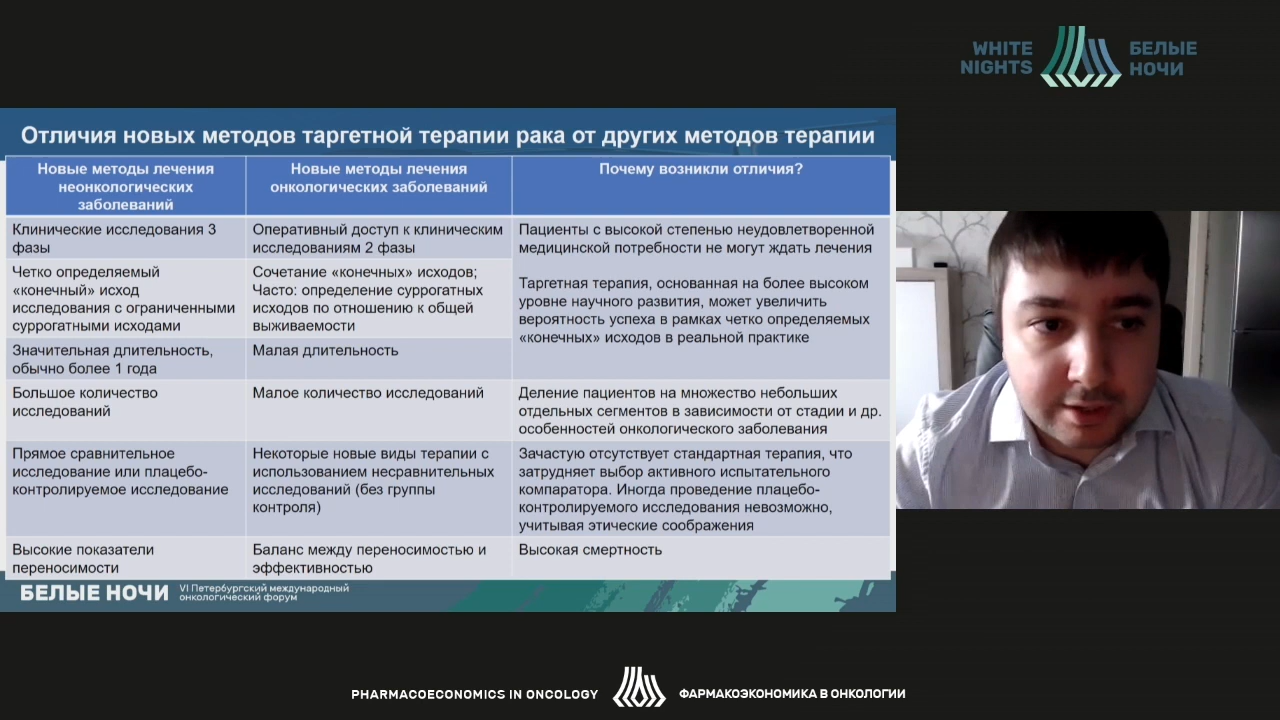 WHITE
NIGHTS
БЕЛЫЕ
НОЧИ
Отличия новых методов таргетной терапии рака от других методов терапии
Новые методы лечения
неонкологических
заболеваний
Новые методы лечения
онкологических заболеваний
Почему возникли отличия?
Клинические исследования 3
фазы
Оперативный доступ к клиническим
исследованиям 2 фазы
Пациенты с высокой степенью неудовлетворенной
медицинской потребности не могут ждать лечения
Таргетная терапия, основанная на более высоком
уровне научного развития, может увеличить
вероятность успеха в рамках четко определяемых
«конечных» исходов в реальной практике
Четко определяемый
«конечный» исход
исследования с ограниченными
суррогатными исходами
Сочетание «конечных» исходов;
Часто: определение суррогатных
исходов по отношению к общей
выживаемости
Значительная длительность,
обычно более 1 года
Малая длительность
Большое количество
исследований
Малое количество исследований
Деление пациентов на множество небольших
отдельных сегментов в зависимости от стадии и др.
особенностей онкологического заболевания
Прямое сравнительное
исследование или плацебо-
контролируемое исследование
Некоторые новые виды терапии с
использованием несравнительных
исследований (без группы
контроля)
Зачастую отсутствует стандартная терапия, что
затрудняет выбор активного испытательного
компаратора. Иногда проведение плацебо-
контролируемого исследования невозможно,
учитывая этические соображения
Высокие показатели
переносимости
Баланс между переносимостью и
эффективностью
Высокая смертность
БЕЛЫЕ НОЧИ
VI Петербургский международный
онкологический форум
PHARMACOECONOMICS IN ONCOLOGY
ФАРМАКОЭКОНОМИКА В ОНКОЛОГИИ